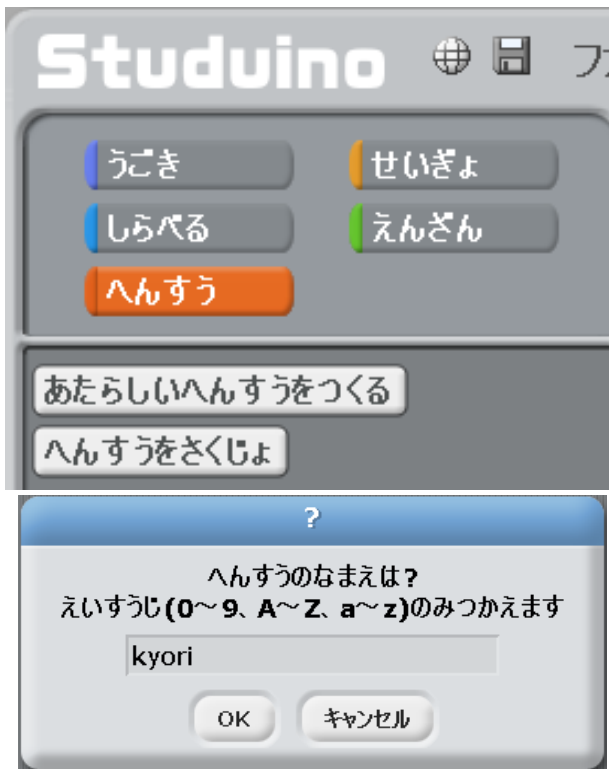 Studuino フ
うごき せいぎょ
しらべる えんざん
へんすう
あたらしいへんすうをつくる
へんすうをさくじょ
?
へんすうのなまえは?
えいすうじ(0～9、A～Z、a～z)のみつかえます
kyori
OK キャンセル